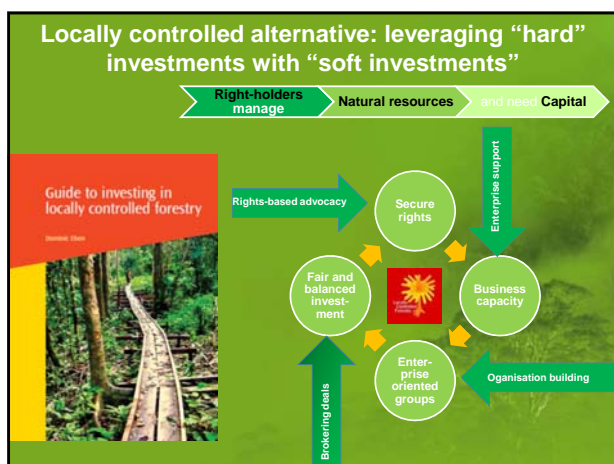 Locally controlled alternative: leveraging “hard”
investments with “soft investments”
Right-holders
manage
Natural resources
and need Capital
Guide to investing in
locally controlled forestry
Rights-based advocacy
Enterprise support
Secure
rights
Fair and
balanced
invest-
ment
Business
capacity
Enter-
prise
oriented
groups
Oganisation building
Brokering deals